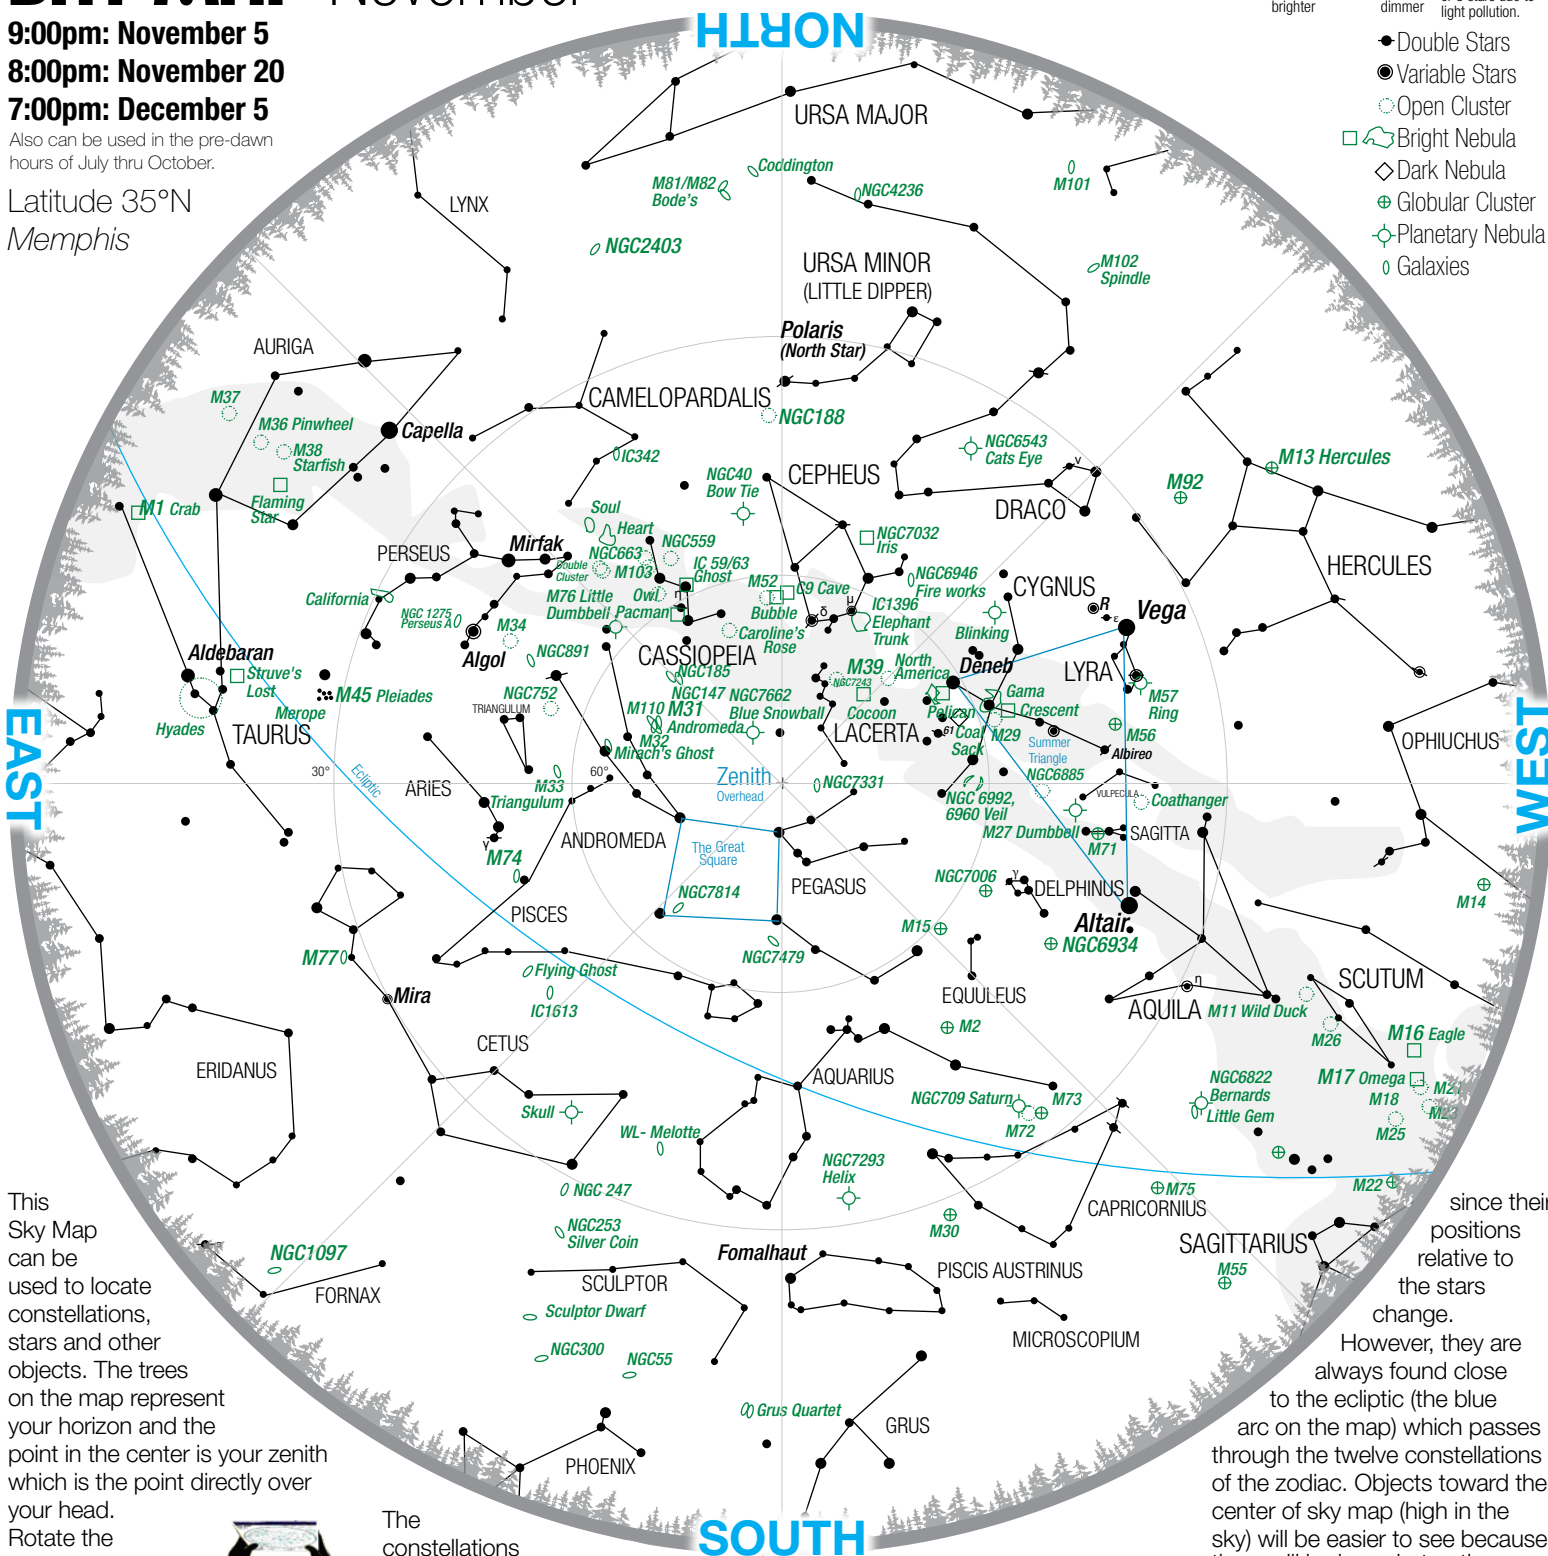 November
9:00pm: November 5
8:00pm: November 20
7:00pm: December 5
Also can be used in the pre-dawn
hours of July thru October.
Latitude 35°N
Memphis
brighter
dimmer
light pollution.
Double Stars
Variable Stars
Open Cluster
Bright Nebula
Dark Nebula
Globular Cluster
Planetary Nebula
Galaxies
NORTH
URSA MAJOR
Coddington
M81/M82
Bode's
NGC4236
M101
LYNX
NGC2403
M102
Spindle
URSA MINOR
(LITTLE DIPPER)
Polaris
(North Star)
AURIGA
M37
M36 Pinwheel
M38
Starfish
Capella
CAMELOPARDALIS
NGC188
IC342
NGC40
Bow Tie
CEPHEUS
NGC6543
Cats Eye
DRACO
ν
M92
M13 Hercules
HERCULES
M1 Crab
Flaming
Star
Soul
Heart
PERSEUS
Mirfak
Double
Cluster
NGC663
NGC559
M103
IC 59/63
Ghost
NGC7032
Iris
NGC6946
Fire works
CYGNUS
R
ε
Vega
California
NGC 1275
Perseus A
M34
M76 Little
Dumbbell
Owl
Pacman
η
M52
Bubble
C9 Cave
δ
μ
IC1396
Elephant
Trunk
Blinking
Caroline's
Rose
Algol
NGC891
CASSIOPEIA
Aldebaran
Struve's
Lost
M45 Pleiades
Merope
Hyades
TAURUS
NGC752
TRIANGULUM
NGC185
NGC147
M110
M31
Andromeda
M32
Mirach's Ghost
NGC7662
Blue Snowball
M39
NGC7243
North
America
Deneb
LYRA
Cocoon
Pelican
Gama
Crescent
M57
Ring
LACERTA
61
Coal
Sack
M29
M56
Summer
Triangle
Albireo
OPHIUCHUS
EAST
WEST
Ecliptic
30°
60°
ARIES
γ
M33
Triangulum
Zenith
Overhead
NGC7331
NGC6885
NGC 6992,
6960 Veil
VULPECULA
Coathanger
M27 Dumbbell
M71
SAGITTA
ANDROMEDA
The Great
Square
M74
NGC7814
PEGASUS
NGC7006
γ
DELPHINUS
Altair
M14
PISCES
M15
NGC6934
M77
NGC7479
Flying Ghost
IC1613
Mira
EQUULEUS
η
AQUILA
M11 Wild Duck
SCUTUM
M26
M16 Eagle
M2
CETUS
ERIDANUS
AQUARIUS
Skull
WL- Melotte
NGC709 Saturn
M72
M73
NGC6822
Bernards
Little Gem
M17 Omega
M21
M18
M23
M25
NGC7293
Helix
M22
M75
CAPRICORNIUS
NGC 247
NGC253
Silver Coin
M30
SAGITTARIUS
M55
Fomalhaut
NGC1097
FORNAX
SCULPTOR
Sculptor Dwarf
PISCIS AUSTRINUS
MICROSCOPIUM
NGC300
NGC55
Grus Quartet
GRUS
PHOENIX
SOUTH
This
Sky Map
can be
used to locate
constellations,
stars and other
objects. The trees
on the map represent
your horizon and the
point in the center is your zenith
which is the point directly over
your head.
Rotate the
The
constellations
since their
positions
relative to
the stars
change.
However, they are
always found close
to the ecliptic (the blue
arc on the map) which passes
through the twelve constellations
of the zodiac. Objects toward the
center of sky map (high in the
sky) will be easier to see because